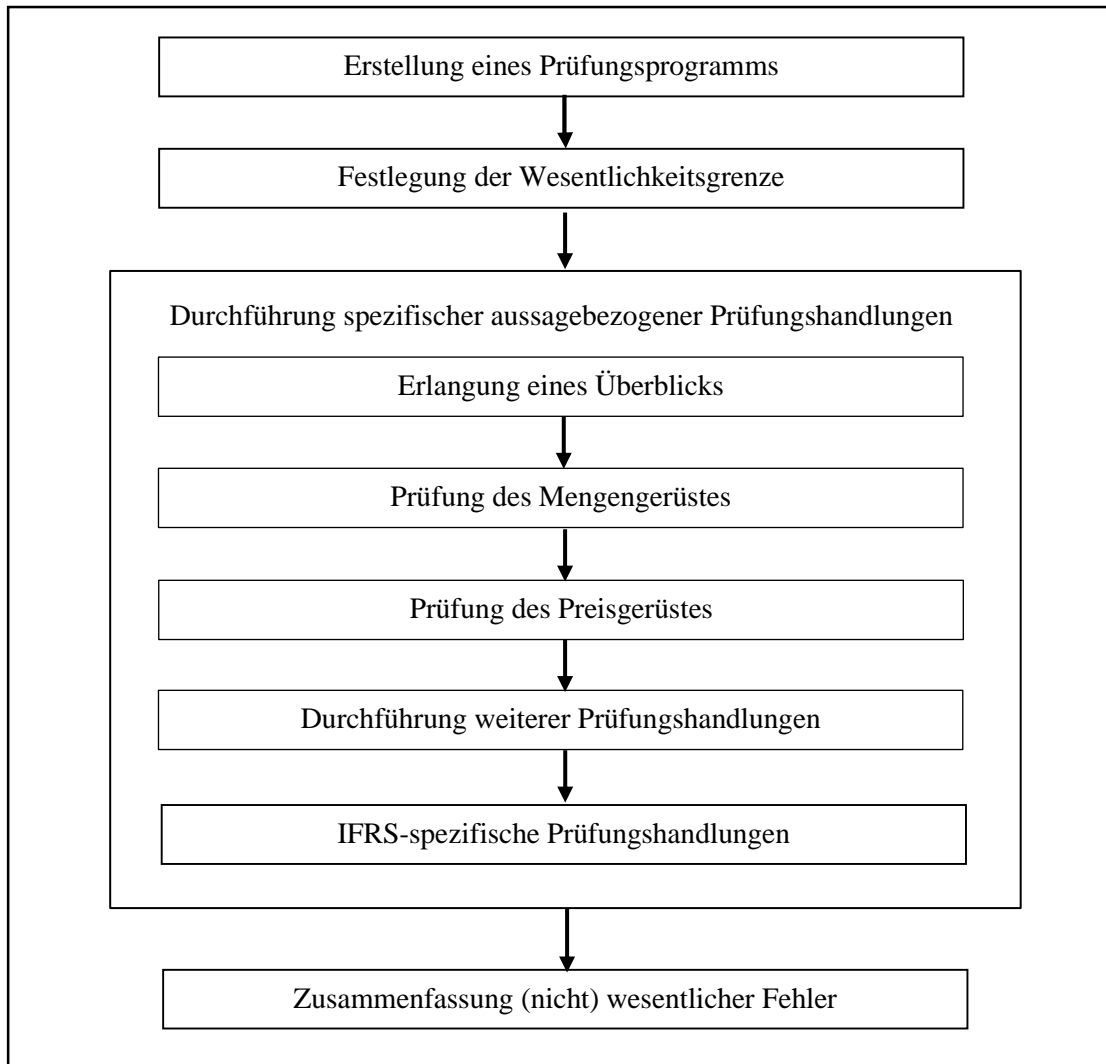 Erstellung eines Prüfungsprogramms
Festlegung der Wesentlichkeitsgrenze
Durchführung spezifischer aussagebezogener Prüfungshandlungen
Erlangung eines Überblicks
Prüfung des Mengengerüstes
Prüfung des Preisgerüstes
Durchführung weiterer Prüfungshandlungen
IFRS-spezifische Prüfungshandlungen
Zusammenfassung (nicht) wesentlicher Fehler